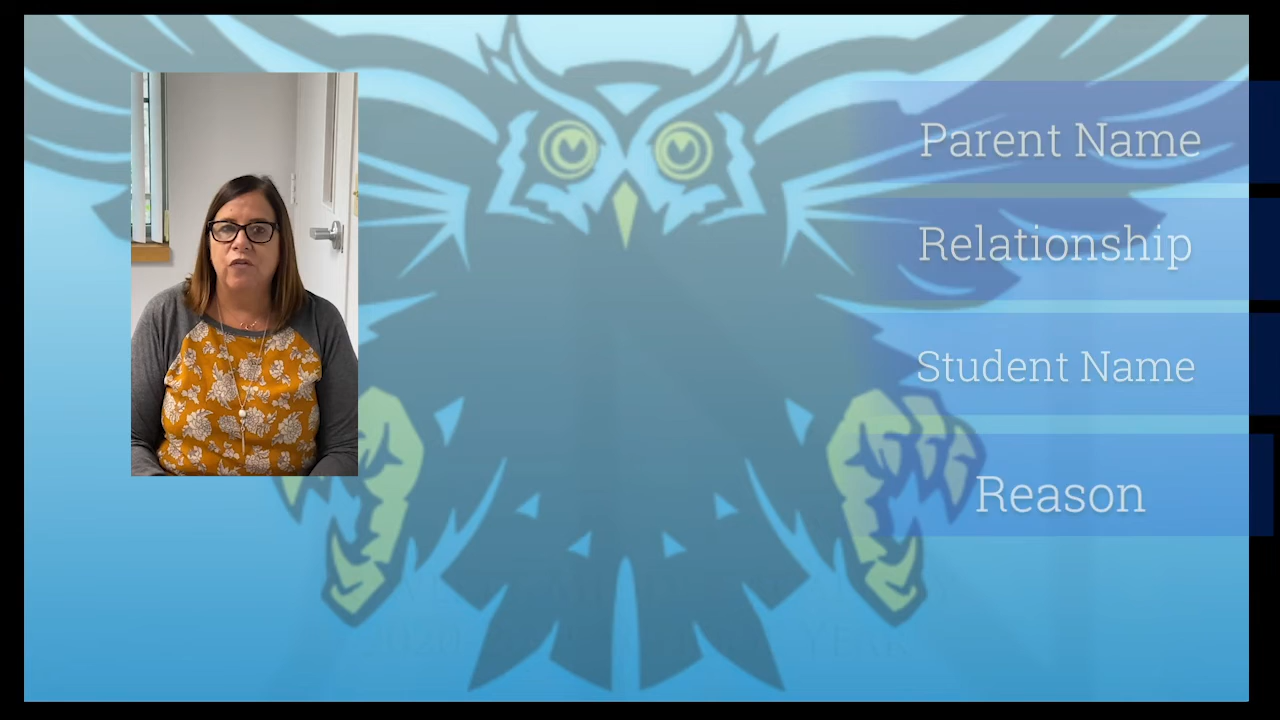 Parent Name
Relationship
Student Name
Reason